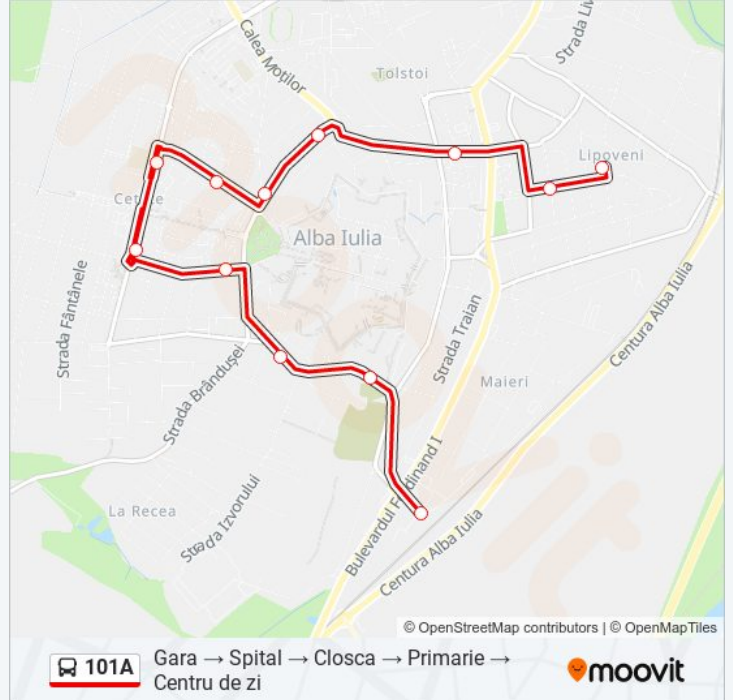 Strada Liv
Calea Moților
Tolstoi
Lipoveni
Cetate
Alba Iulia
Strada Fântânele
Strada Traian
Centura Alba Iulia
Strada Brândușei
Maieri
La Recea
Strada Izvorului
Bulevardul Ferdinand I
Centura Alba Iulia
© OpenStreetMap contributors | © OpenMapTiles
101A
Gara → Spital → Closca → Primarie →
Centru de zi
moovit